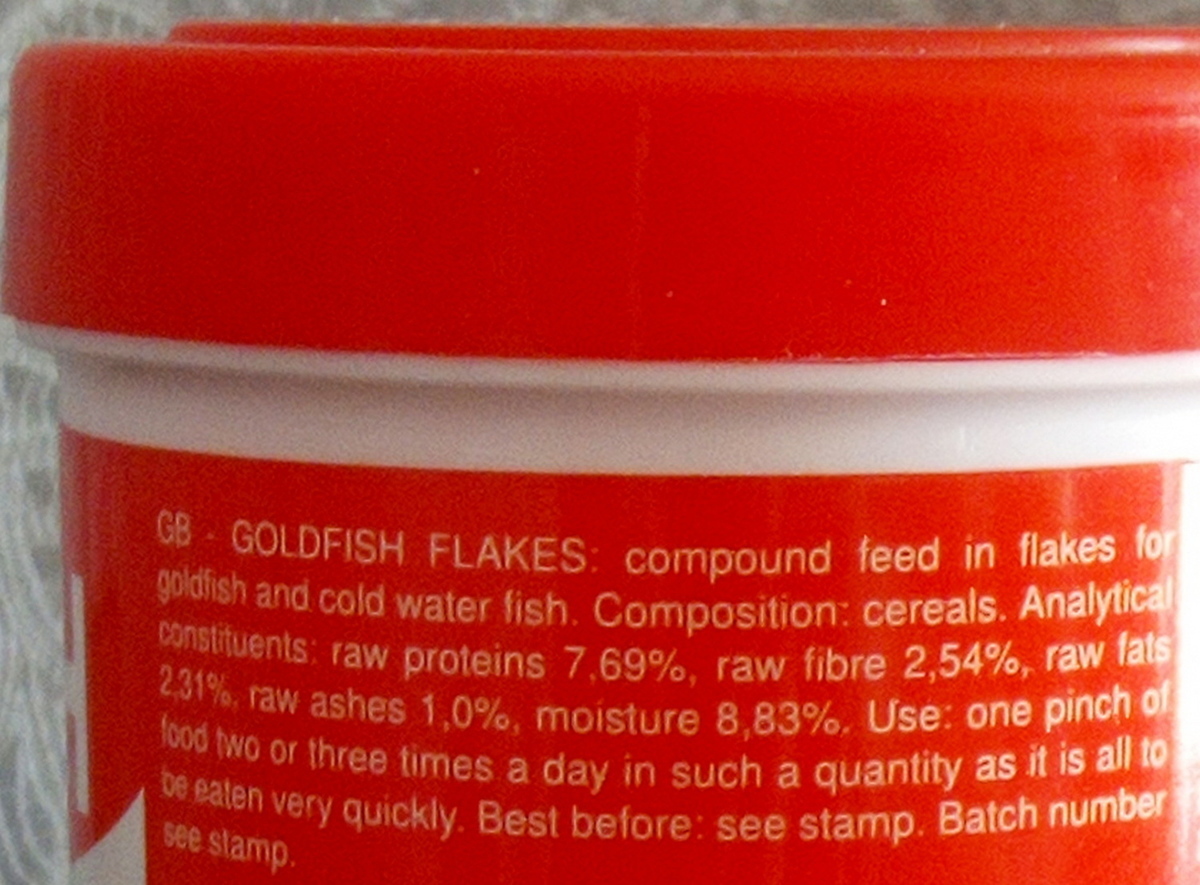 GB - GOLDFISH FLAKES: compound feed in flakes for
goldfish and cold water fish. Composition: cereals. Analytical
constituents: raw proteins 7,69%, raw fibre 2,54%, raw fats
2,31%, raw ashes 1,0%, moisture 8,83%. Use: one pinch of
food two or three times a day in such a quantity as it is all to
be eaten very quickly. Best before: see stamp. Batch number
see stamp.